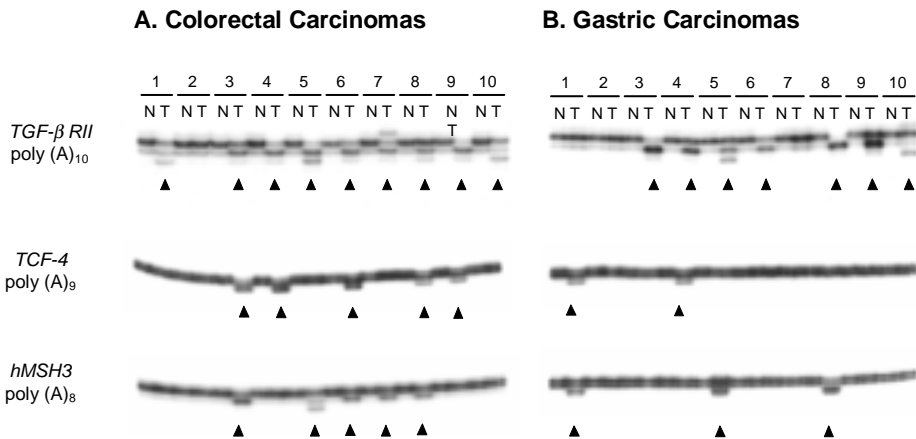 A. Colorectal Carcinomas
B. Gastric Carcinomas
1 2 3 4 5 6 7 8 9 10
1 2 3 4 5 6 7 8 9 10
N T N T N T N T N T N T N T N T N T N T
N T N T N T N T N T N T N T N T N T N T
TGF-β RII
poly (A)₁₀
TCF-4
poly (A)₉
hMSH3
poly (A)₈